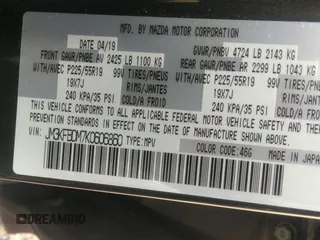 MFD. BY MAZDA MOTOR CORPORATION
DATE 04/19 GVWR/PNBV 4724 LB 2143 KG
FRONT GAWR/PNBE AV 2425 LB 1100 KG REAR GAWR/PNBE AR 2299 LB 1043 KG
WITH/AVEC P225/55R19 99V TIRES/PNEUS WITH/AVEC P225/55R19 99V TIRES/PNEUS
19X7J RIMS/JANTES 19X7J RIMS/JANTES
240 KPA/35 PSI COLD/A FROID 240 KPA/35 PSI COLD/A FROID
THIS VEHICLE CONFORMS TO ALL APPLICABLE FEDERAL MOTOR VEHICLE SAFETY, BUMPER, AND THEFT
PREVENTION STANDARDS IN EFFECT ON THE DATE OF MANUFACTURE SHOWN ABOVE.
JM3KFBDM7K0606860 TYPE:MPV
COLOR CODE:46G
MADE IN JAPAN
DREAMBID